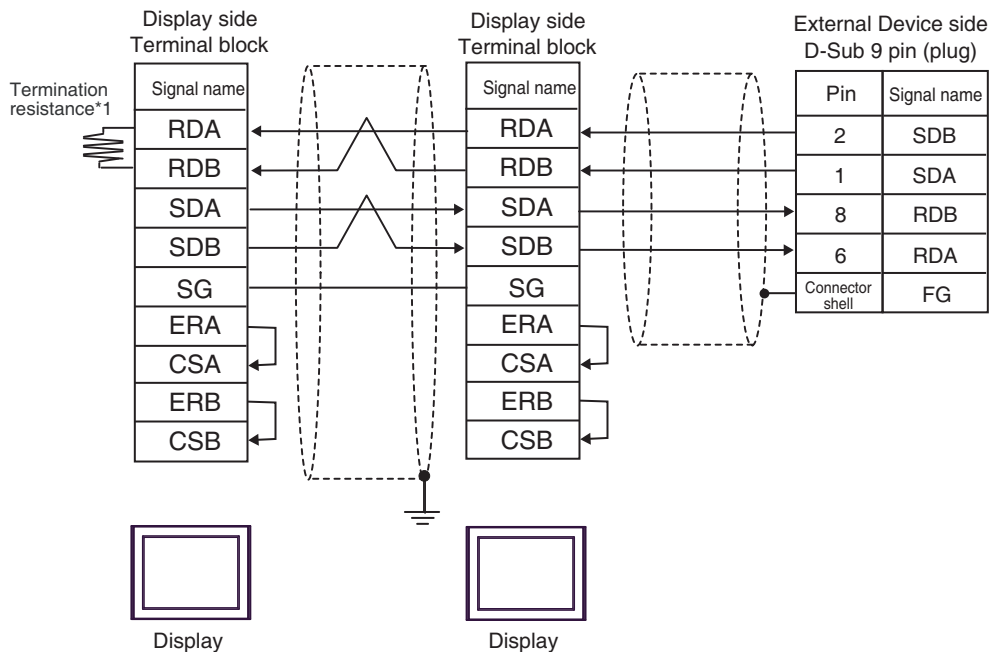 Display side
Terminal block
Display side
Terminal block
External Device side
D-Sub 9 pin (plug)
Termination
resistance*1
Signal name
RDA
RDB
SDA
SDB
SG
ERA
CSA
ERB
CSB
Signal name
RDA
RDB
SDA
SDB
SG
ERA
CSA
ERB
CSB
Pin Signal name
2 SDB
1 SDA
8 RDB
6 RDA
Connector
shell
FG
Display
Display